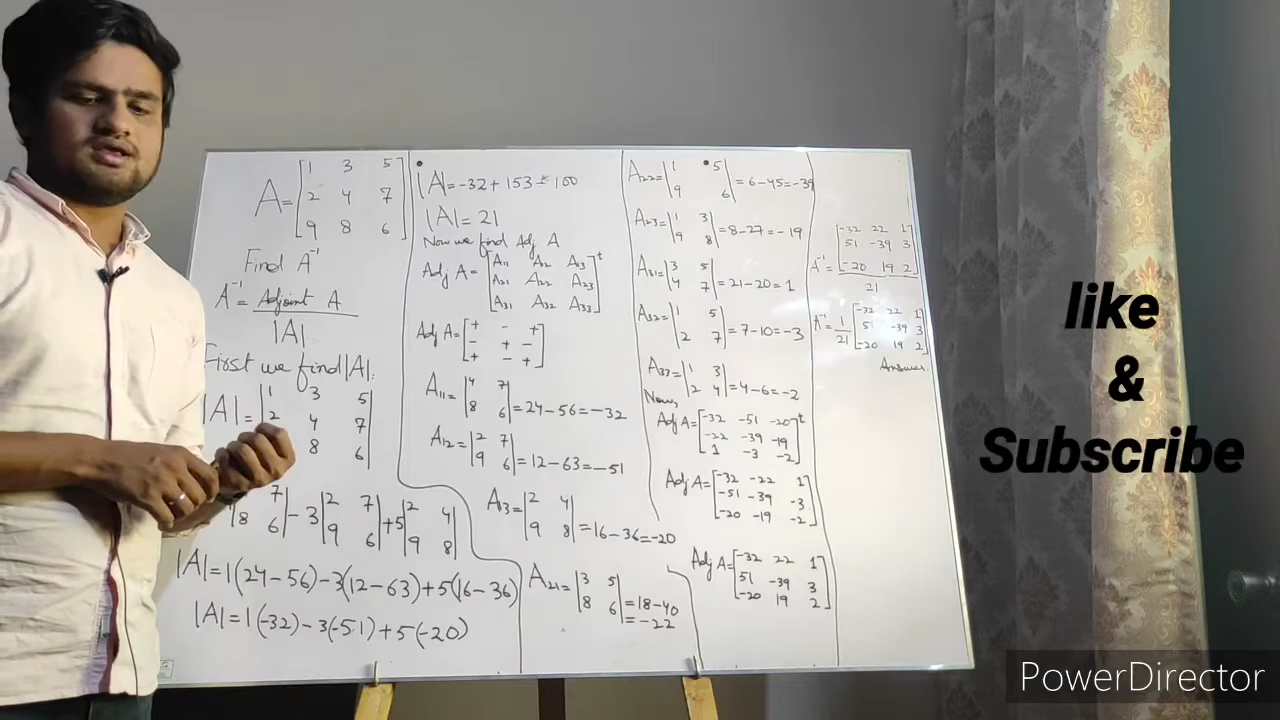 A = [1 3 5
2 4 7
9 8 6]
Find A⁻¹
A⁻¹ = Adjoint A
|A|
First we find |A|.
|A| = |1 3 5|
2 4 7
8 6
7
8 6| - 3|2 7
9 6| + 5|2 4
9 8|
|A| = 1(24 - 56) - 3(12 - 63) + 5(16 - 36)
|A| = 1(-32) - 3(-51) + 5(-20)
|A| = -32 + 153 - 100
|A| = 21
Now we find Adj A
Adj A = [A11 A12 A13
A21 A22 A23
A31 A32 A33]t
Adj A = [+ - +
- + -
+ - +]
A11 = |4 7
8 6| = 24 - 56 = -32
A12 = |2 7
9 6| = 12 - 63 = -51
A13 = |2 4
9 8| = 16 - 36 = -20
A21 = |3 5
8 6| = 18 - 40
= -22
A22 = |1 5
9 6| = 6 - 45 = -39
A23 = |1 3
9 8| = 8 - 27 = -19
A31 = |3 5
4 7| = 21 - 20 = 1
A32 = |1 5
2 7| = 7 - 10 = -3
A33 = |1 3
2 4| = 4 - 6 = -2
Now,
Adj A = [-32 -51 -20
-22 -39 -19
1 -3 -2]t
Adj A = [-32 -22 1
-51 -39 -3
-20 -19 -2]
Adj A = [-32 22 1
51 -39 3
-20 19 2]
A⁻¹ = [-32 22 1
51 -39 3
-20 19 2]
21
A⁻¹ = 1/21 [-32 22 1
51 -39 3
-20 19 2]
Answer.
like
&
Subscribe
PowerDirector